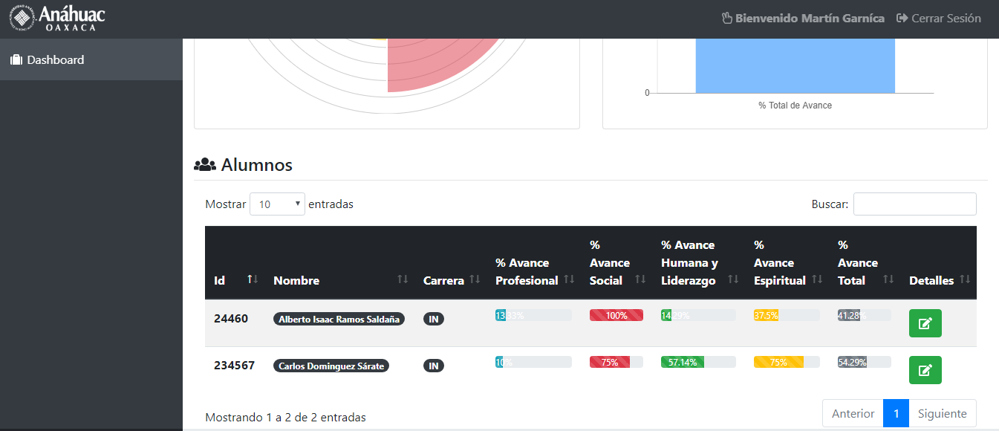 Anáhuac
OAXACA
Bienvenido Martín Garníca
Cerrar Sesión
Dashboard
0
% Total de Avance
Alumnos
Mostrar 10 entradas
Buscar:
Id
Nombre
Carrera
% Avance
Profesional
%
Avance
Social
% Avance
Humana y
Liderazgo
%
Avance
Espiritual
%
Avance
Total
Detalles
24460
Alberto Isaac Ramos Saldaña
IN
13.33%
100%
14.29%
37.5%
41.28%
234567
Carlos Dominguez Sárate
IN
10%
75%
57.14%
75%
54.29%
Mostrando 1 a 2 de 2 entradas
Anterior
1
Siguiente